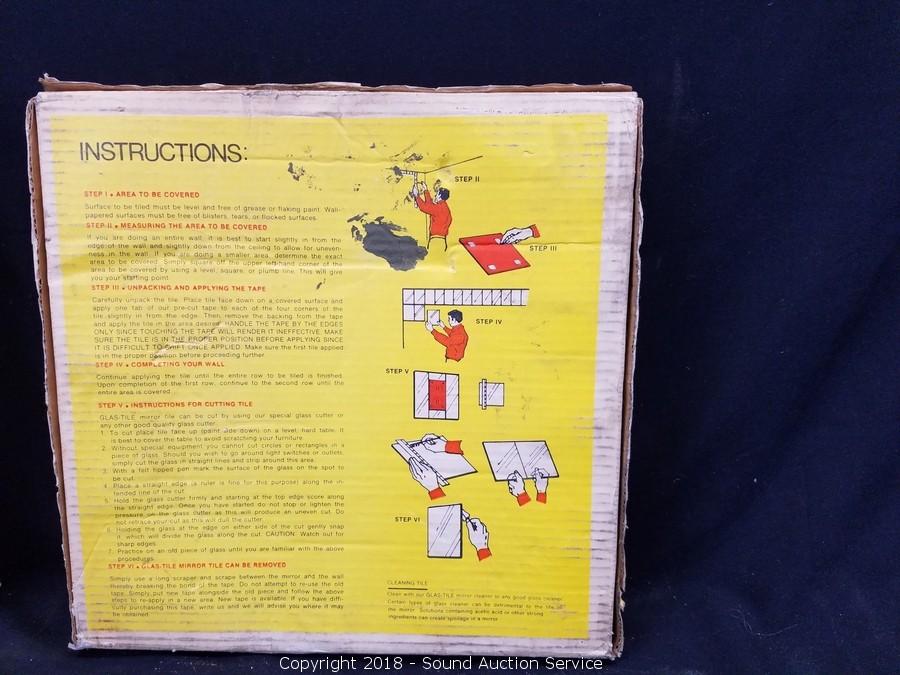 INSTRUCTIONS:
STEP I • AREA TO BE COVERED
Surface to be tiled must be level and free of grease or flaking paint. Wall-
papered surfaces must be free of blisters, tears, or flocked surfaces.
STEP II • MEASURING THE AREA TO BE COVERED
If you are doing an entire wall, it is best to start slightly in from the
edge of the wall and slightly down from the ceiling to allow for uneven-
ness in the wall. If you are doing a smaller area, determine the exact
area to be covered. Simply square off the upper left-hand corner of the
area to be covered by using a level, square, or plumb line. This will give
you your starting point.
STEP III • UNPACKING AND APPLYING THE TAPE
Carefully unpack the tile. Place tile face down on a covered surface and
apply one tab of our pre-cut tape to each of the four corners of the
tile slightly in from the edge. Then, remove the backing from the tape
and apply the tile in the area desired. HANDLE THE TAPE BY THE EDGES
ONLY SINCE TOUCHING THE TAPE WILL RENDER IT INEFFECTIVE. MAKE
SURE THE TILE IS IN THE PROPER POSITION BEFORE APPLYING SINCE
IT IS DIFFICULT TO SHIFT ONCE APPLIED. Make sure the first tile applied
is in the proper position before proceeding further.
STEP IV • COMPLETING YOUR WALL
Continue applying the tile until the entire row to be tiled is finished.
Upon completion of the first row, continue to the second row until the
entire area is covered.
STEP V • INSTRUCTIONS FOR CUTTING TILE
GLAS-TILE mirror tile can be cut by using our special glass cutter or
any other good quality glass cutter.
1. To cut place tile face up (paint side down) on a level, hard table. It
is best to cover the table to avoid scratching your furniture.
2. Without special equipment you cannot cut circles or rectangles in a
piece of glass. Should you wish to go around light switches or outlets,
simply cut the glass in straight lines and strip around this area.
3. With a felt tipped pen mark the surface of the glass on the spot to
be cut.
4. Place a straight edge (a ruler is fine for this purpose) along the in-
tended line of the cut.
5. Hold the glass cutter firmly and starting at the top edge score along
the straight edge. Once you have started do not stop or lighten the
pressure on the glass cutter as this will produce an uneven cut. Do
not retrace your cut as this will dull the cutter.
6. Holding the glass at the edge on either side of the cut gently snap
it, which will divide the glass along the cut. CAUTION: Watch out for
sharp edges.
7. Practice on an old piece of glass until you are familiar with the above
procedures.
STEP VI • GLAS-TILE MIRROR TILE CAN BE REMOVED
Simply use a long scraper and scrape between the mirror and the wall
thereby breaking the bond of the tape. Do not attempt to re-use the old
tape. Simply put new tape alongside the old piece and follow the above
steps to re-apply in a new area. New tape is available. If you have diffi-
culty purchasing this tape, write us and we will advise you where it may
be obtained.
STEP II
STEP III
STEP IV
STEP V
STEP VI
CLEANING TILE
Clean with our GLAS-TILE mirror cleaner or any good glass cleaner.
Certain types of glass cleaner can be detrimental to the tile
the mirror. Solutions containing acetic acid or other strong
ingredients can create spoilage in a mirror.
Copyright 2018 - Sound Auction Service